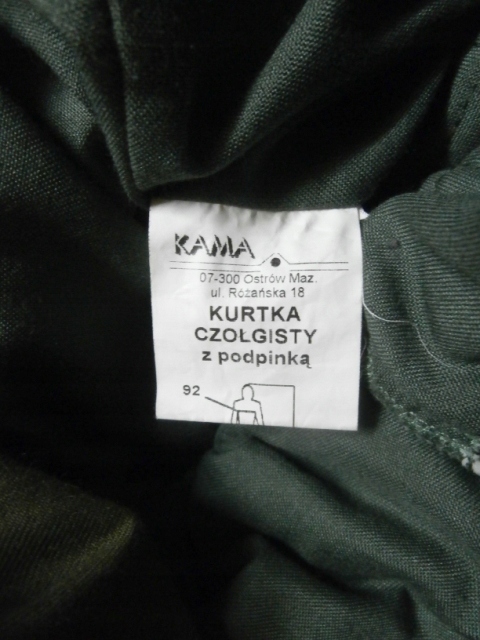 KAMA
07-300 Ostrów Maz.
ul. Różańska 18
KURTKA
CZOŁGISTY
z podpinką
92